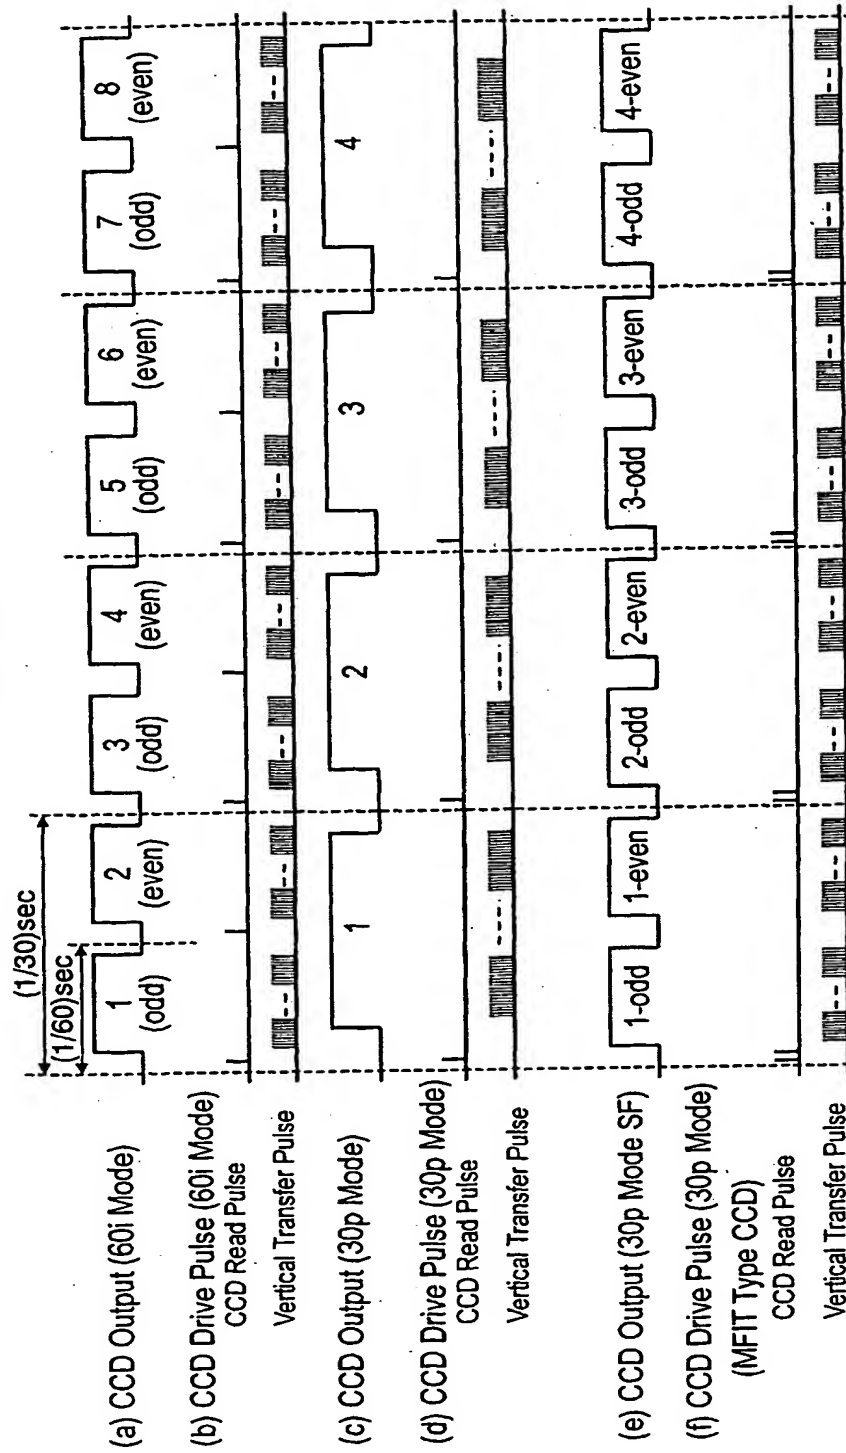 (1/30)sec
(1/60)sec
(a) CCD Output (60i Mode)
1 (odd)
2 (even)
3 (odd)
4 (even)
5 (odd)
6 (even)
7 (odd)
8 (even)
(b) CCD Drive Pulse (60i Mode)
CCD Read Pulse
Vertical Transfer Pulse
(c) CCD Output (30p Mode)
1
2
3
4
(d) CCD Drive Pulse (30p Mode)
CCD Read Pulse
Vertical Transfer Pulse
(e) CCD Output (30p Mode SF)
1-odd
1-even
2-odd
2-even
3-odd
3-even
4-odd
4-even
(f) CCD Drive Pulse (30p Mode)
(MFIT Type CCD)
CCD Read Pulse
Vertical Transfer Pulse